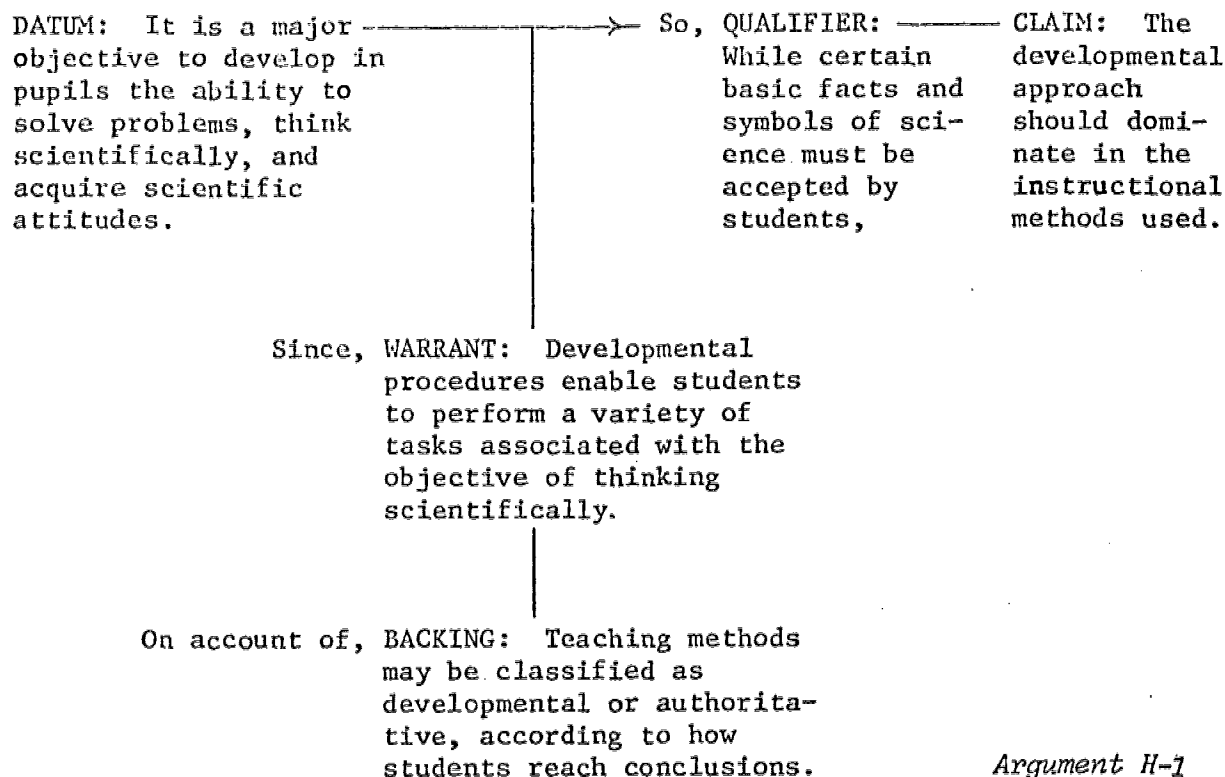 DATUM: It is a major
objective to develop in
pupils the ability to
solve problems, think
scientifically, and
acquire scientific
attitudes.
So, QUALIFIER:
While certain
basic facts and
symbols of sci-
ence must be
accepted by
students,
CLAIM: The
developmental
approach
should domi-
nate in the
instructional
methods used.
Since, WARRANT: Developmental
procedures enable students
to perform a variety of
tasks associated with the
objective of thinking
scientifically.
On account of, BACKING: Teaching methods
may be classified as
developmental or authorita-
tive, according to how
students reach conclusions.
Argument H-1